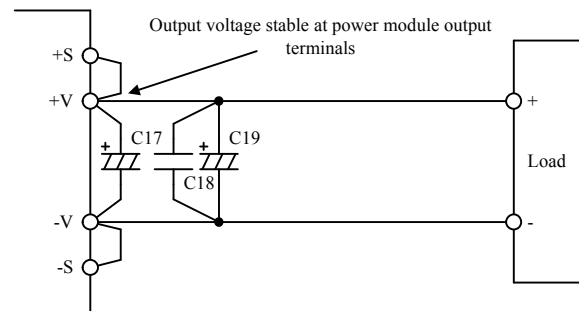 Output voltage stable at power module output
terminals
+S
+V
+
+
C17
C19
+
C18
Load
-V
-
-S